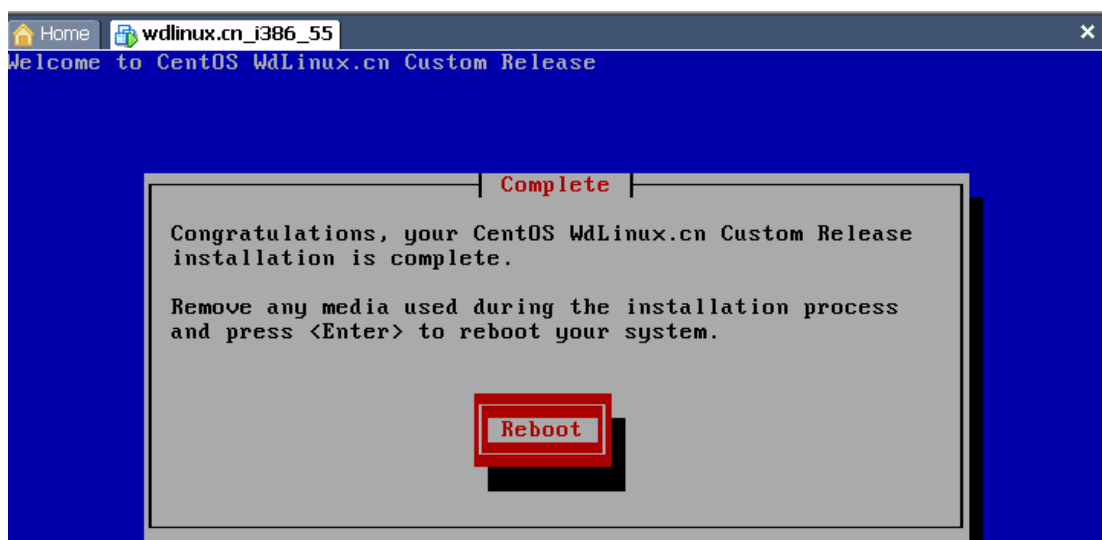 Home
wdlinux.cn_i386_55
Welcome to CentOS WdLinux.cn Custom Release
Complete
Congratulations, your CentOS WdLinux.cn Custom Release
installation is complete.
Remove any media used during the installation process
and press <Enter> to reboot your system.
Reboot